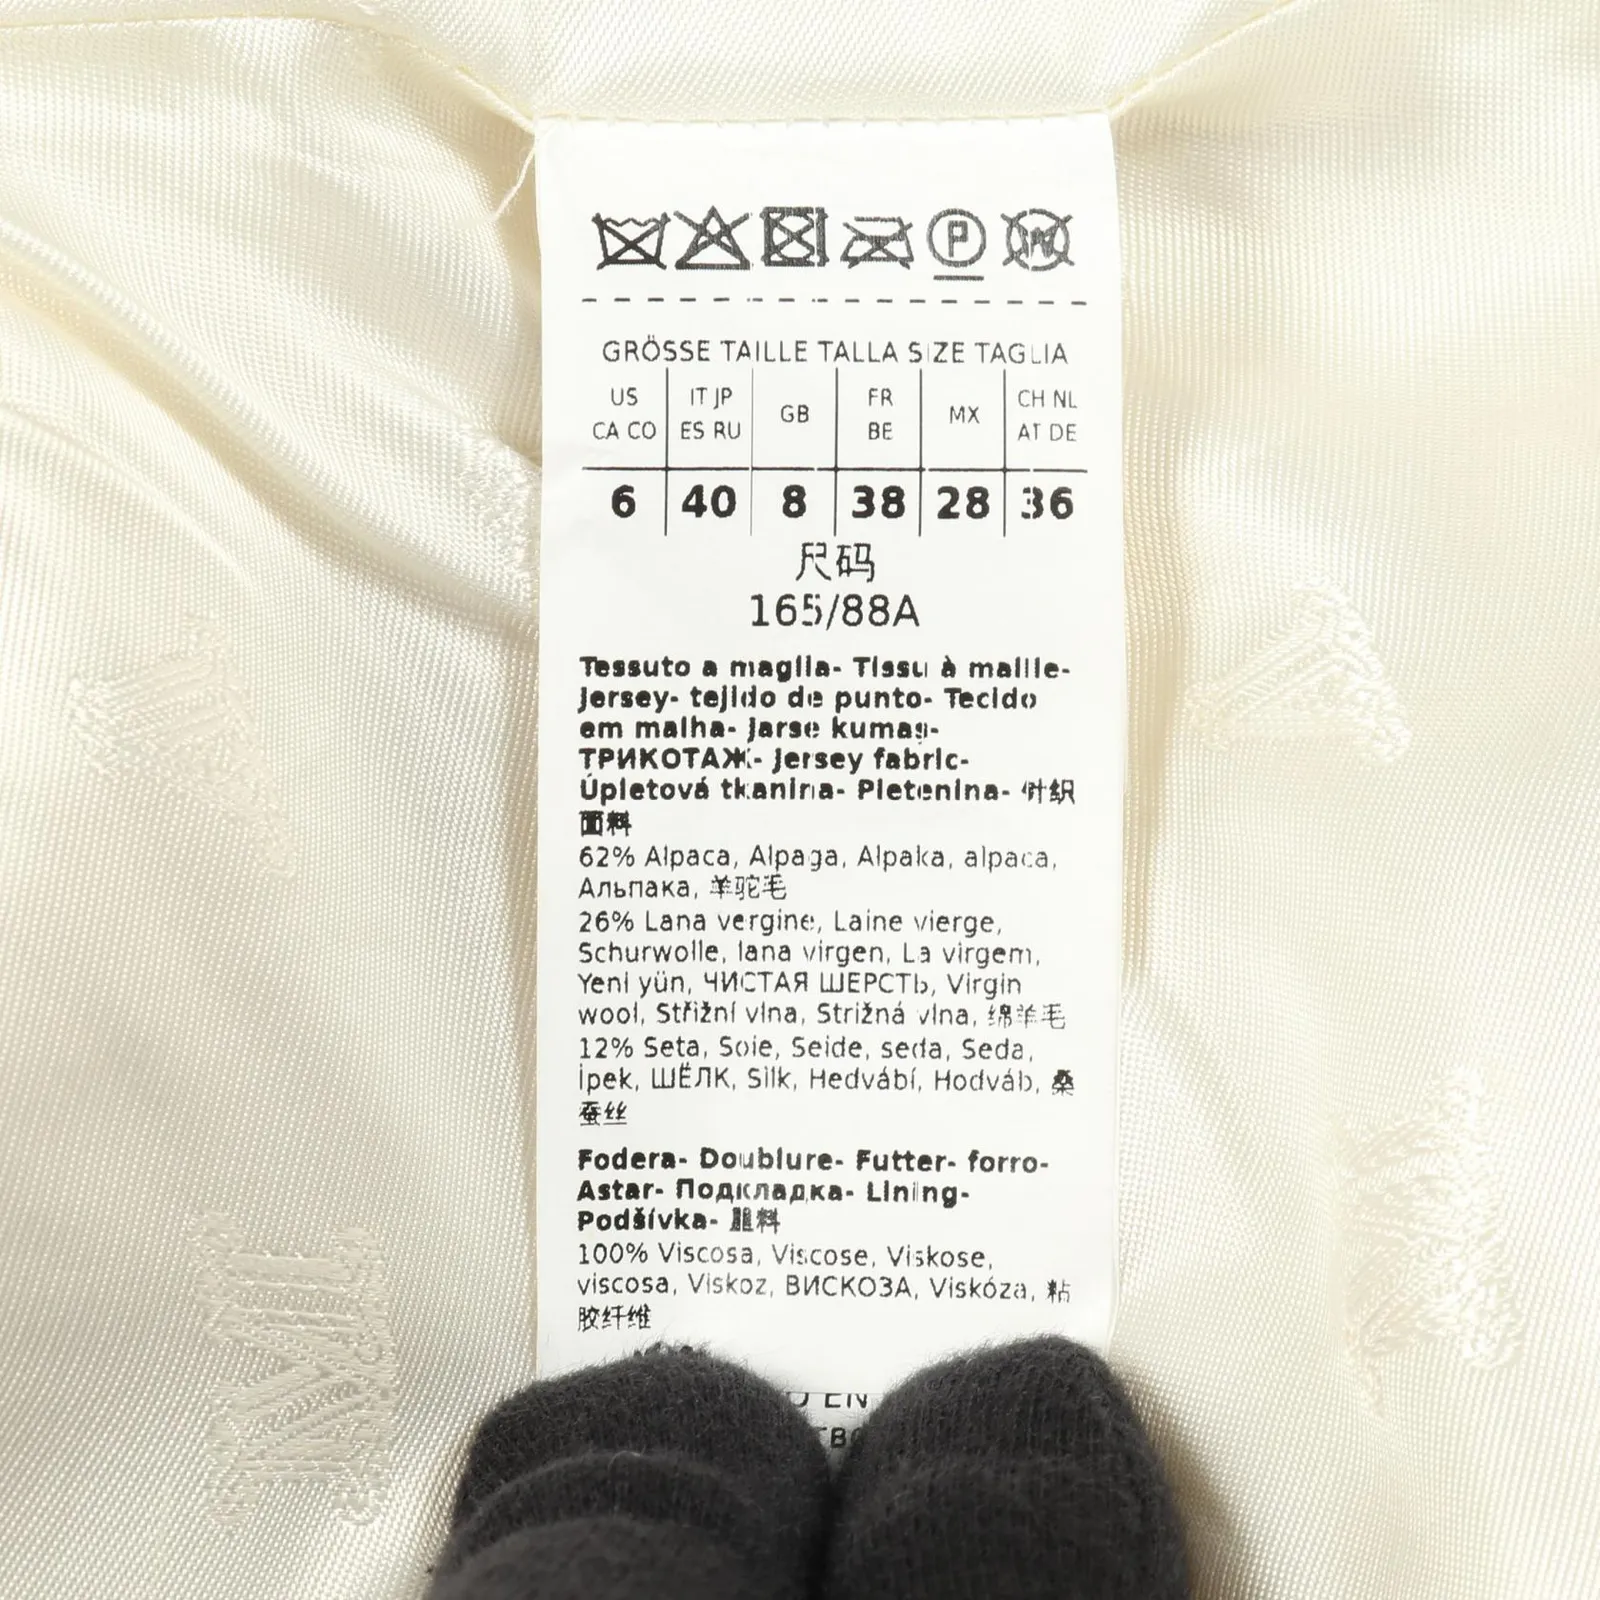 P
W
GRÖSSE TAILLE TALLA SIZE TAGLIA
US CA CO
IT JP ES RU
GB
FR BE
MX
CH NL AT DE
6 40 8 38 28 36
尺码
165/88A
Tessuto a maglia- Tissu à maille-
Jersey- tejido de punto- Tecido
em malha- Jarse kumaş-
ТРИКОТАЖ- Jersey fabric-
Úpletová tkanina- Pletenina- 针织
面料
62% Alpaca, Alpaga, Alpaka, alpaca,
Альпака, 羊驼毛
26% Lana vergine, Laine vierge,
Schurwolle, lana virgen, Lã virgem,
Yeni yün, ЧИСТАЯ ШЕРСТЬ, Virgin
wool, Střižní vlna, Strižná vlna, 绵羊毛
12% Seta, Soie, Seide, seda, Seda,
İpek, ШЁЛК, Silk, Hedvábí, Hodváb, 桑
蚕丝
Fodera- Doublure- Futter- forro-
Astar- Подкладка- Lining-
Podšívka- 里料
100% Viscosa, Viscose, Viskose,
viscosa, Viskoz, ВИСКОЗА, Viskóza, 粘
胶纤维
EN